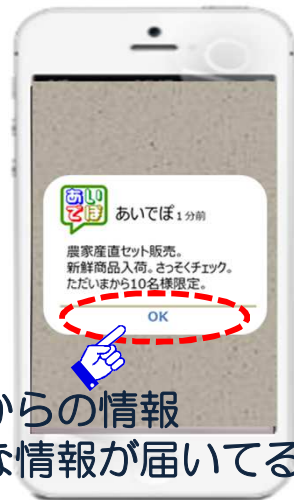 あいでぽ
あいでぽ 1分前
農家産直セット販売。
新鮮商品入荷。さっそくチェック。
ただいまから10名様限定。
OK
からの情報
な情報が届いてる